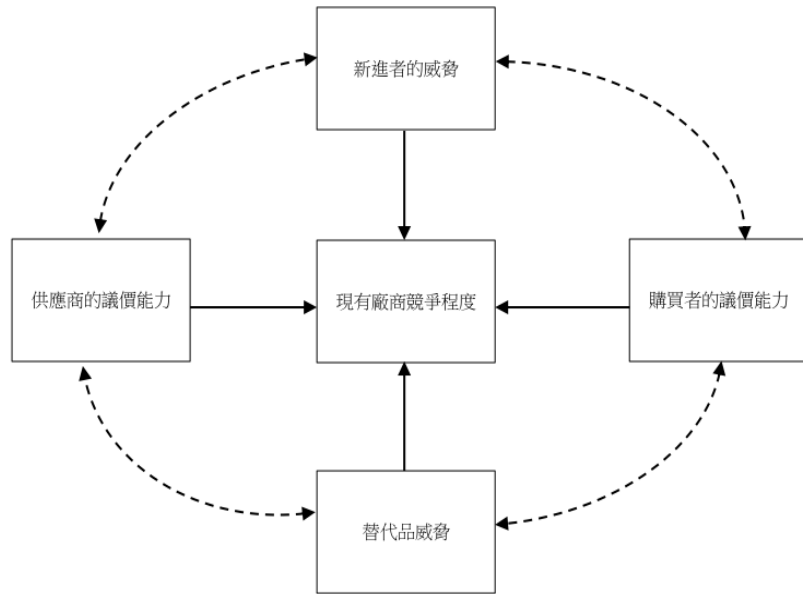 新進者的威脅
供應商的議價能力
現有廠商競爭程度
購買者的議價能力
替代品威脅